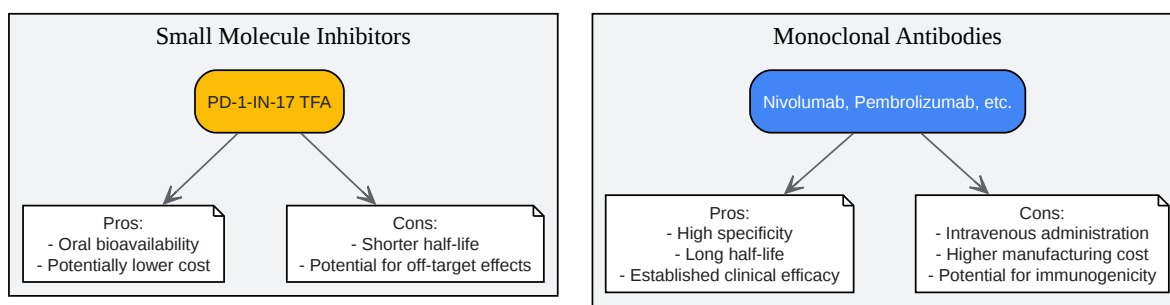 Small Molecule Inhibitors
PD-1-IN-17 TFA
Pros:
- Oral bioavailability
- Potentially lower cost
Cons:
- Shorter half-life
- Potential for off-target effects
Monoclonal Antibodies
Nivolumab, Pembrolizumab, etc.
Pros:
- High specificity
- Long half-life
- Established clinical efficacy
Cons:
- Intravenous administration
- Higher manufacturing cost
- Potential for immunogenicity